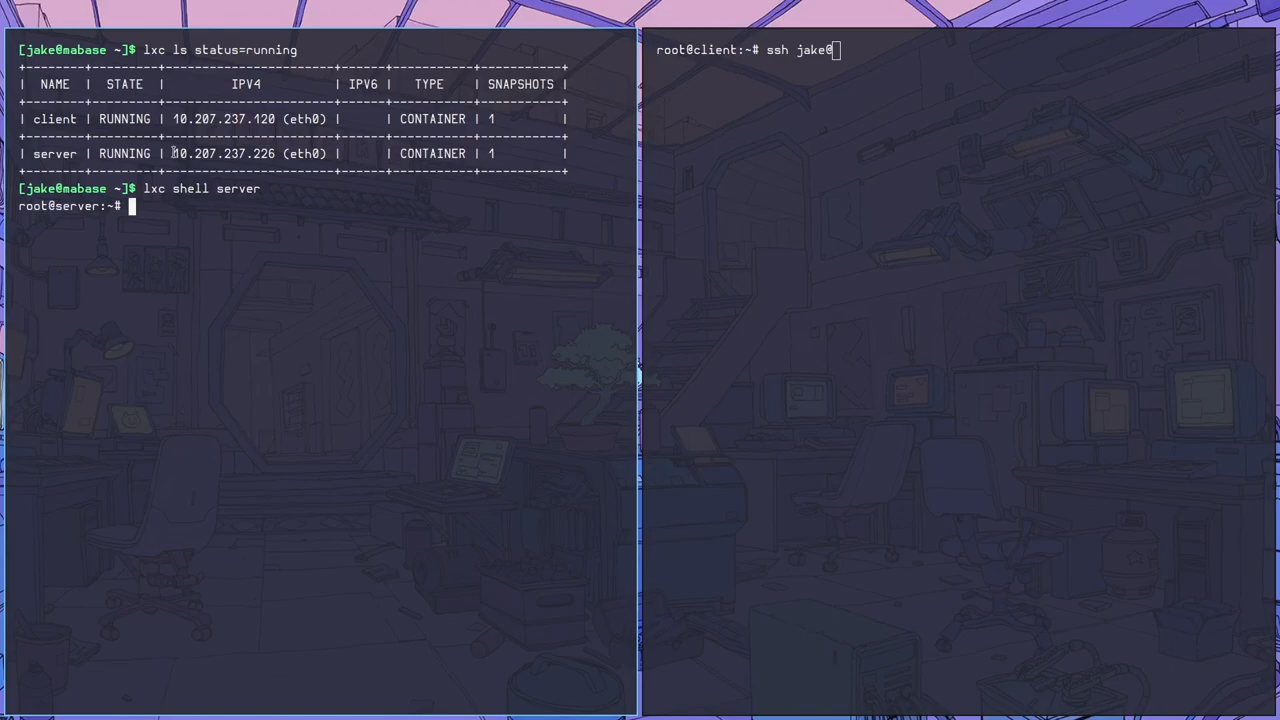 [jake@mabase ~]$ lxc ls status=running
+--------+---------+-----------------------+------+-----------+-----------+
|  NAME  |  STATE  |         IPV4          | IPV6 |   TYPE    | SNAPSHOTS |
+--------+---------+-----------------------+------+-----------+-----------+
| client | RUNNING | 10.207.237.120 (eth0) |      | CONTAINER | 1         |
+--------+---------+-----------------------+------+-----------+-----------+
| server | RUNNING | 10.207.237.226 (eth0) |      | CONTAINER | 1         |
+--------+---------+-----------------------+------+-----------+-----------+
[jake@mabase ~]$ lxc shell server
root@server:~#
root@client:~# ssh jake@